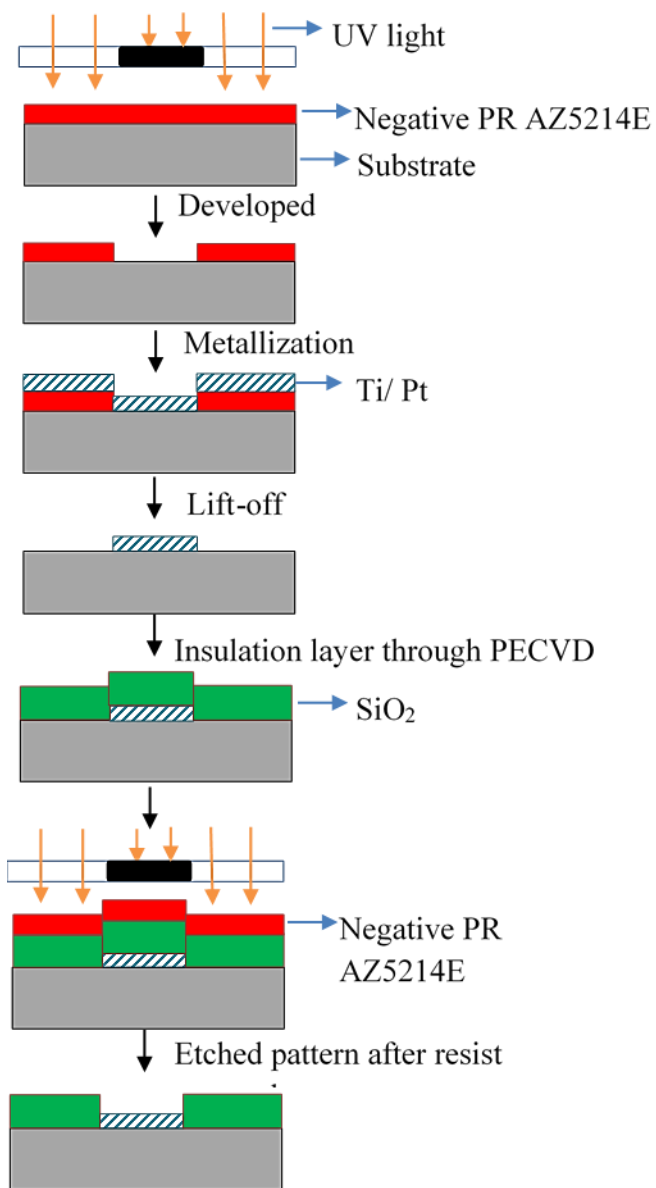 UV light
Negative PR AZ5214E
Substrate
Developed
Metallization
Ti/ Pt
Lift-off
Insulation layer through PECVD
SiO₂
Negative PR
AZ5214E
Etched pattern after resist